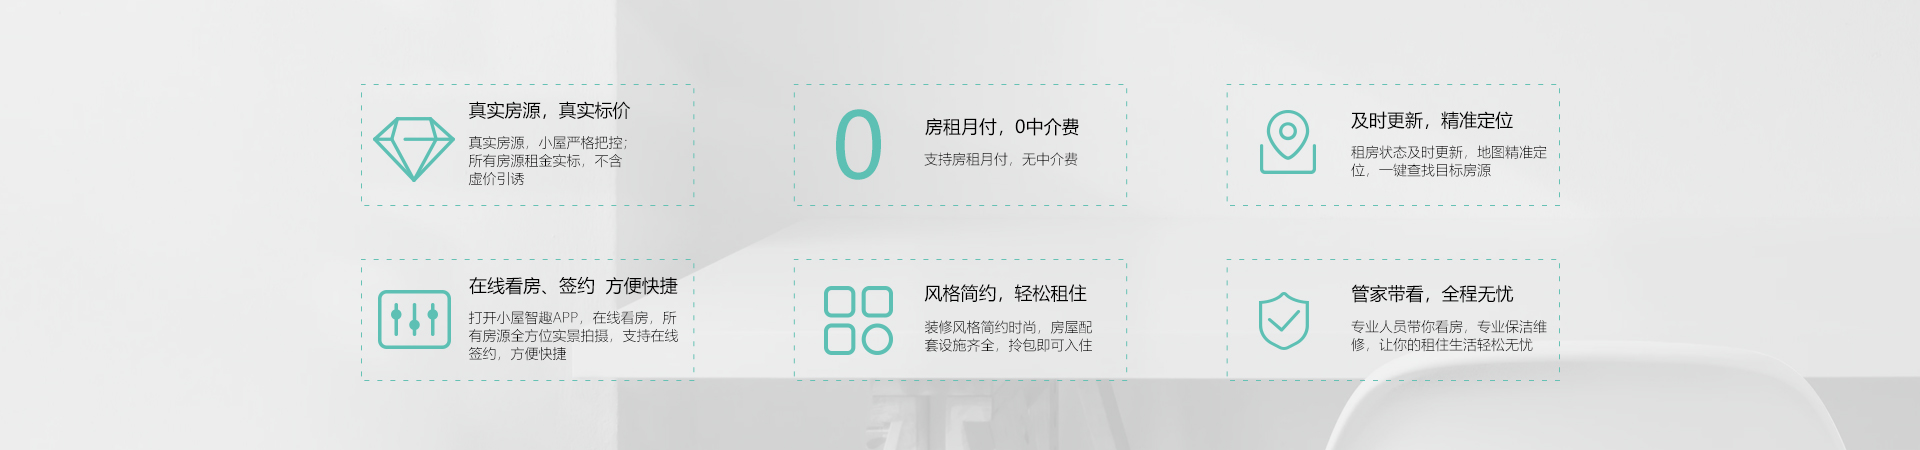 真实房源，真实标价
真实房源，小屋严格把控；
所有房源租金实标，不含
虚价引诱
0
房租月付，0中介费
支持房租月付，无中介费
及时更新，精准定位
租房状态及时更新，地图精准定
位，一键查找目标房源
在线看房、签约 方便快捷
打开小屋智趣APP，在线看房，所
有房源全方位实景拍摄，支持在线
签约，方便快捷
风格简约，轻松租住
装修风格简约时尚，房屋配
套设施齐全，拎包即可入住
管家带看，全程无忧
专业人员带你看房，专业保洁维
修，让你的租住生活轻松无忧